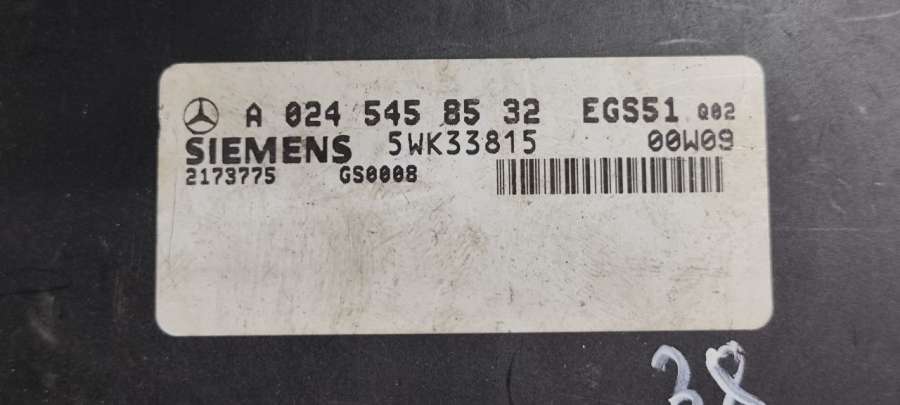 A 024 545 85 32 EGS51 Q02
SIEMENS 5WK33815 00W09
2173775 GS0008
38